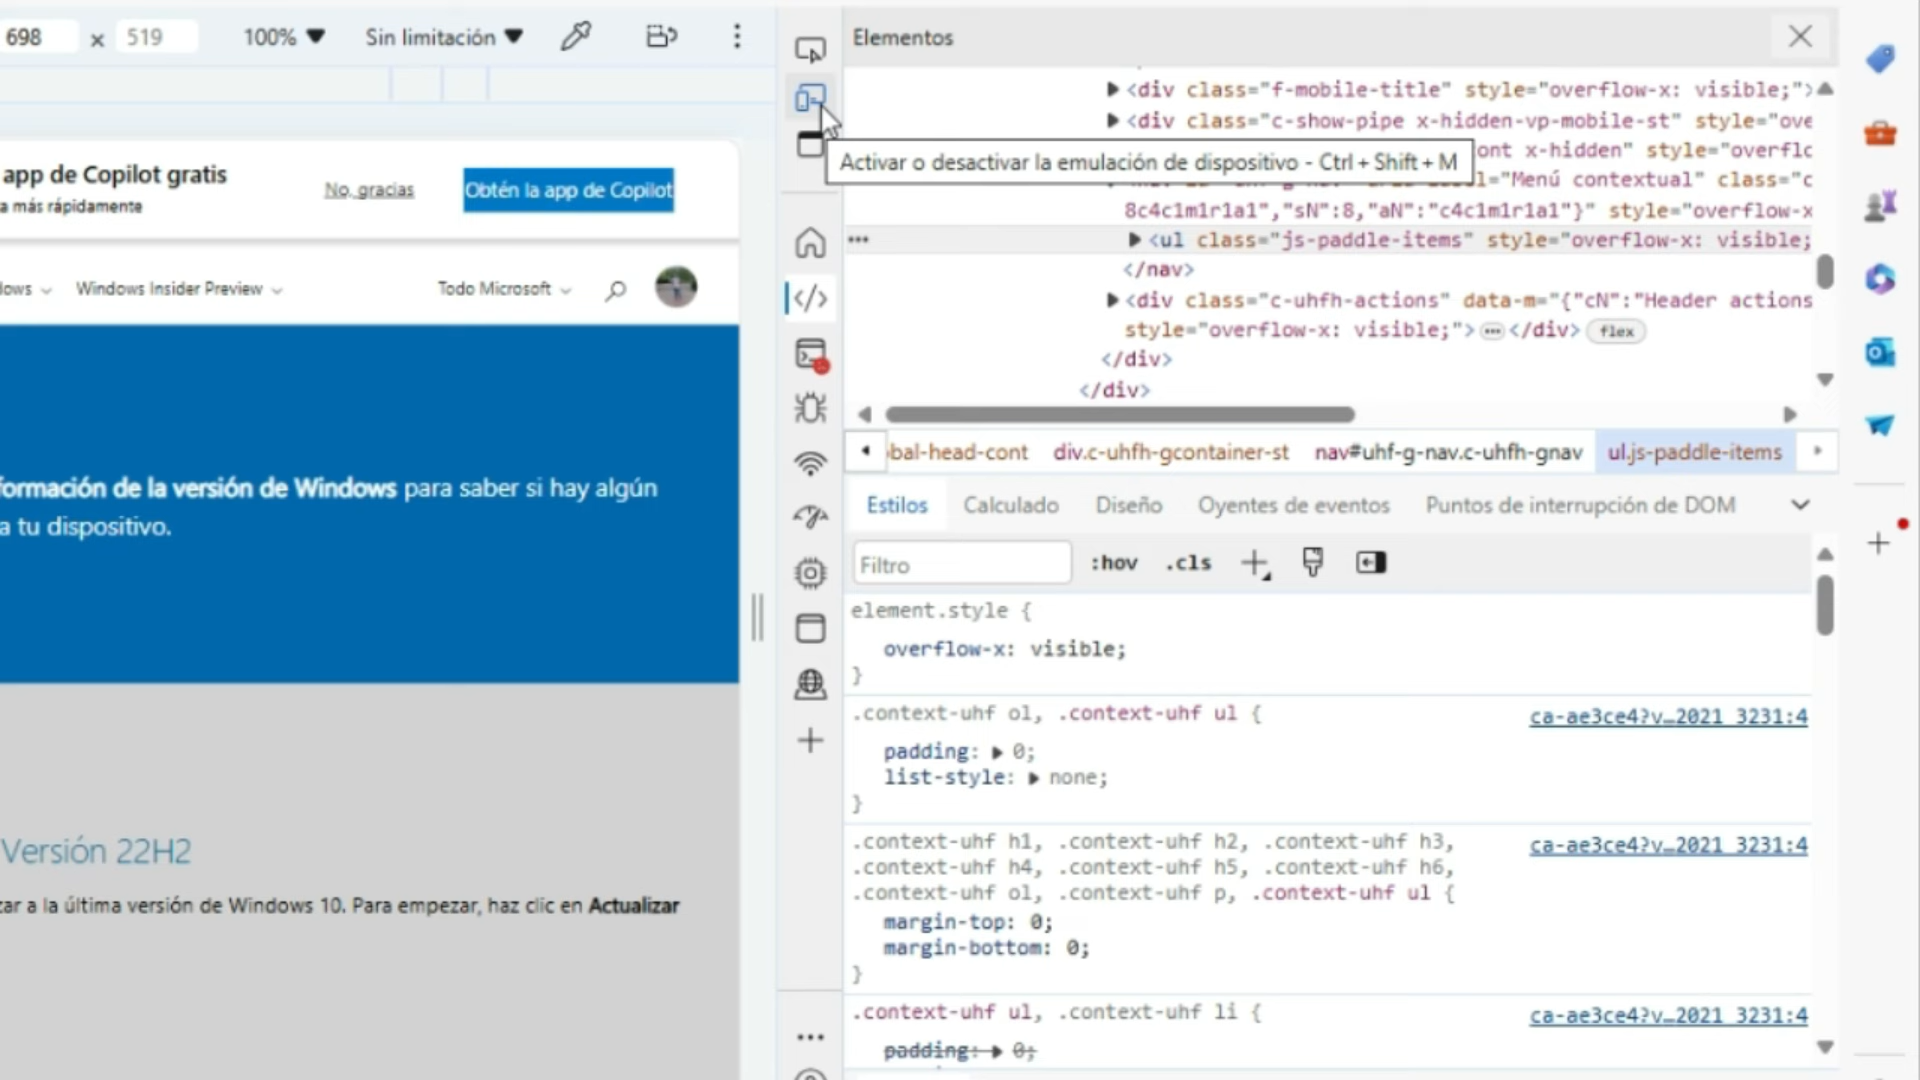 698 x 519 100% Sin limitación
app de Copilot gratis
a más rápidamente
No, gracias
Obtén la app de Copilot
Windows Insider Preview
Todo Microsoft
formación de la versión de Windows para saber si hay algún
a tu dispositivo.
Versión 22H2
zar a la última versión de Windows 10. Para empezar, haz clic en Actualizar
Elementos
<div class="f-mobile-title" style="overflow-x: visible;">
<div class="c-show-pipe x-hidden-vp-mobile-st" style="ove
Activar o desactivar la emulación de dispositivo - Ctrl + Shift + M
ont x-hidden" style="overflc
="Menú contextual" class="c
8c4c1m1r1a1","sN":8,"aN":"c4c1m1r1a1"}" style="overflow-x
••• <ul class="js-paddle-items" style="overflow-x: visible;
</nav>
<div class="c-uhfh-actions" data-m="{"cN":"Header actions
style="overflow-x: visible;"> ••• </div> flex
</div>
</div>
bal-head-cont div.c-uhfh-gcontainer-st nav#uhf-g-nav.c-uhfh-gnav ul.js-paddle-items
Estilos Calculado Diseño Oyentes de eventos Puntos de interrupción de DOM
Filtro :hov .cls
element.style {
overflow-x: visible;
}
.context-uhf ol, .context-uhf ul { ca-ae3ce4?v…2021 3231:4
padding: 0;
list-style: none;
}
.context-uhf h1, .context-uhf h2, .context-uhf h3, ca-ae3ce4?v…2021 3231:4
.context-uhf h4, .context-uhf h5, .context-uhf h6,
.context-uhf ol, .context-uhf p, .context-uhf ul {
margin-top: 0;
margin-bottom: 0;
}
.context-uhf ul, .context-uhf li { ca-ae3ce4?v…2021 3231:4
padding: 0;